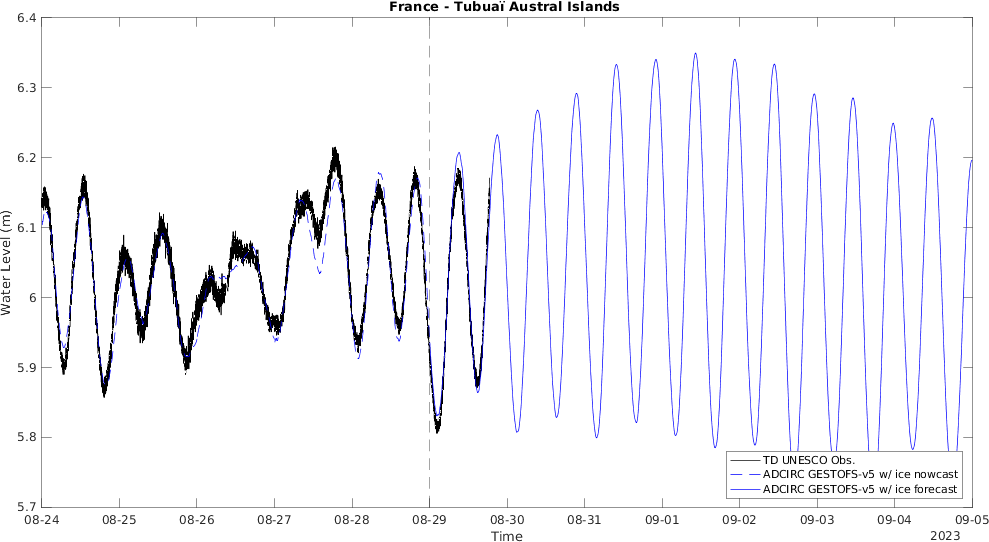 France - Tubuaï Austral Islands
6.4
6.3
6.2
6.1
6
5.9
5.8
5.7
Water Level (m)
TD UNESCO Obs.
ADCIRC GESTOFS-v5 w/ ice nowcast
ADCIRC GESTOFS-v5 w/ ice forecast
08-24 08-25 08-26 08-27 08-28 08-29 08-30 08-31 09-01 09-02 09-03 09-04 09-05
Time
2023